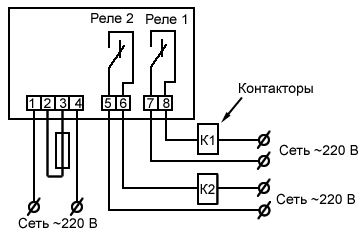 Реле 2 Реле 1
1 2 3 4 5 6 7 8
Контакторы
К1
Сеть ~220 В
К2
Сеть ~220 В
Сеть ~220 В